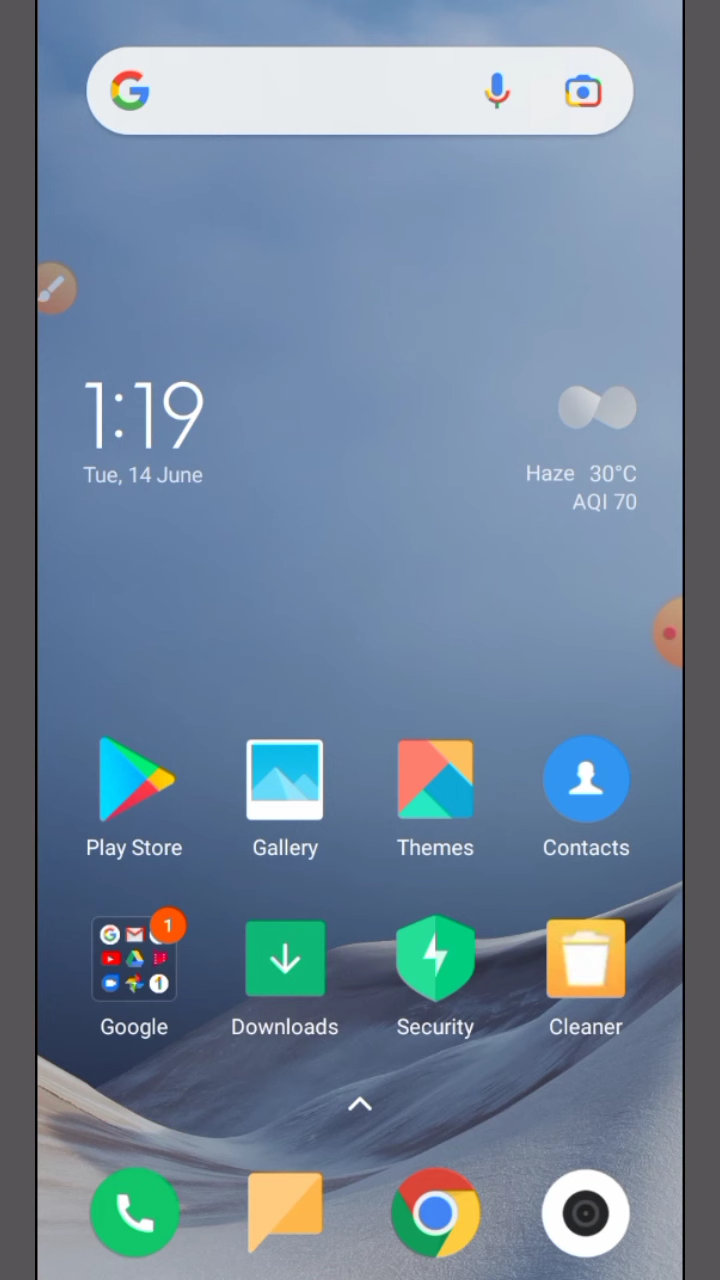 1:19
Tue, 14 June
Haze 30°C
AQI 70
Play Store
Gallery
Themes
Contacts
1
Google
Downloads
Security
Cleaner